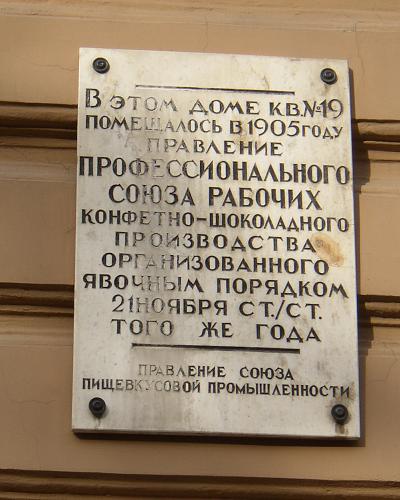 В ЭТОМ ДОМЕ КВ.№19
ПОМЕЩАЛОСЬ В 1905 ГОДУ
ПРАВЛЕНИЕ
ПРОФЕССИОНАЛЬНОГО
СОЮЗА РАБОЧИХ
КОНФЕТНО-ШОКОЛАДНОГО
ПРОИЗВОДСТВА
ОРГАНИЗОВАННОГО
ЯВОЧНЫМ ПОРЯДКОМ
21 НОЯБРЯ СТ./СТ.
ТОГО ЖЕ ГОДА
ПРАВЛЕНИЕ СОЮЗА
ПИЩЕВКУСОВОЙ ПРОМЫШЛЕННОСТИ